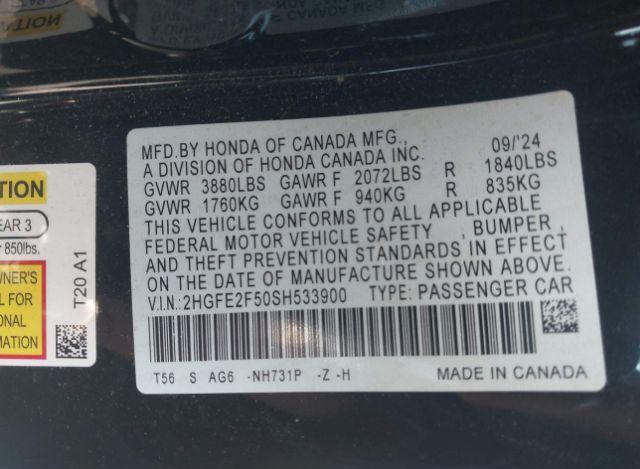 MFD.BY HONDA OF CANADA MFG., 09/'24
A DIVISION OF HONDA CANADA INC.
GVWR 3880LBS GAWR F 2072LBS R 1840LBS
GVWR 1760KG GAWR F 940KG R 835KG
THIS VEHICLE CONFORMS TO ALL APPLICABLE
FEDERAL MOTOR VEHICLE SAFETY , BUMPER ,
AND THEFT PREVENTION STANDARDS IN EFFECT
ON THE DATE OF MANUFACTURE SHOWN ABOVE.
V.I.N.:2HGFE2F50SH533900 TYPE: PASSENGER CAR
T56 S AG6 -NH731P -Z -H
MADE IN CANADA
TION
EAR 3
850lbs.
WNER'S
L FOR
ONAL
MATION
T20 A1